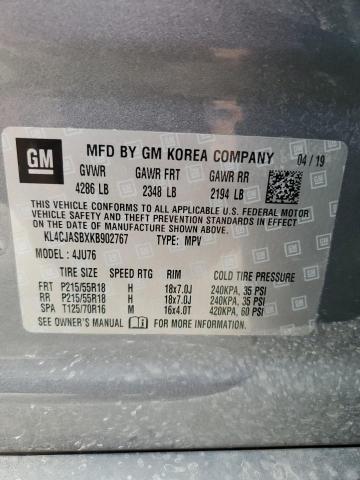 GM
MFD BY GM KOREA COMPANY 04 / 19
GVWR GAWR FRT GAWR RR
4286 LB 2348 LB 2194 LB
THIS VEHICLE CONFORMS TO ALL APPLICABLE U.S. FEDERAL MOTOR
VEHICLE SAFETY, BUMPER, AND THEFT PREVENTION STANDARDS IN
EFFECT ON THE DATE OF MANUFACTURE SHOWN ABOVE.
KL4CJASBXKB902767 TYPE: MPV
MODEL : 4JU76
TIRE SIZE SPEED RTG RIM COLD TIRE PRESSURE
FRT P215/55R18 H 18x7.0J 240KPA, 35 PSI
RR P215/55R18 H 18x7.0J 240KPA, 35 PSI
SPA T125/70R16 M 16x4.0T 420KPA, 60 PSI
SEE OWNER'S MANUAL FOR MORE INFORMATION.